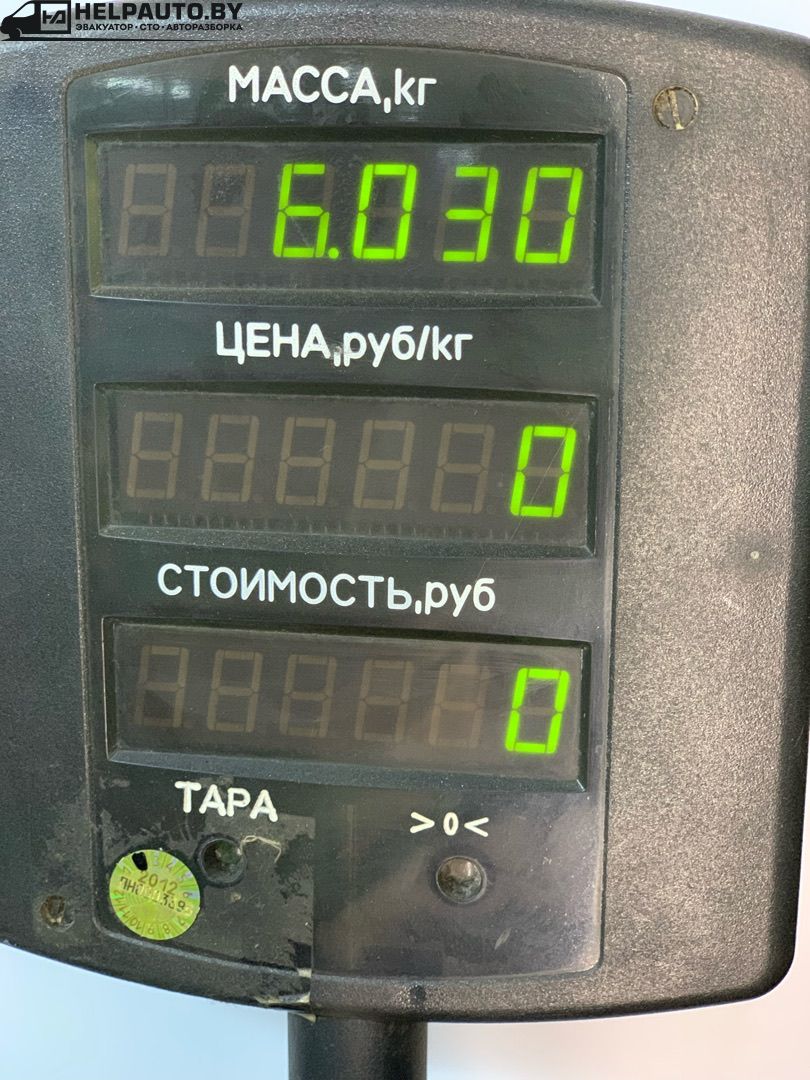 HELPAUTO.BY
ЭВАКУАТОР·СТО·АВТОРАЗБОРКА
МАССА,кг
6.030
ЦЕНА,руб/кг
0
СТОИМОСТЬ,руб
0
ТАРА
>0<
2012